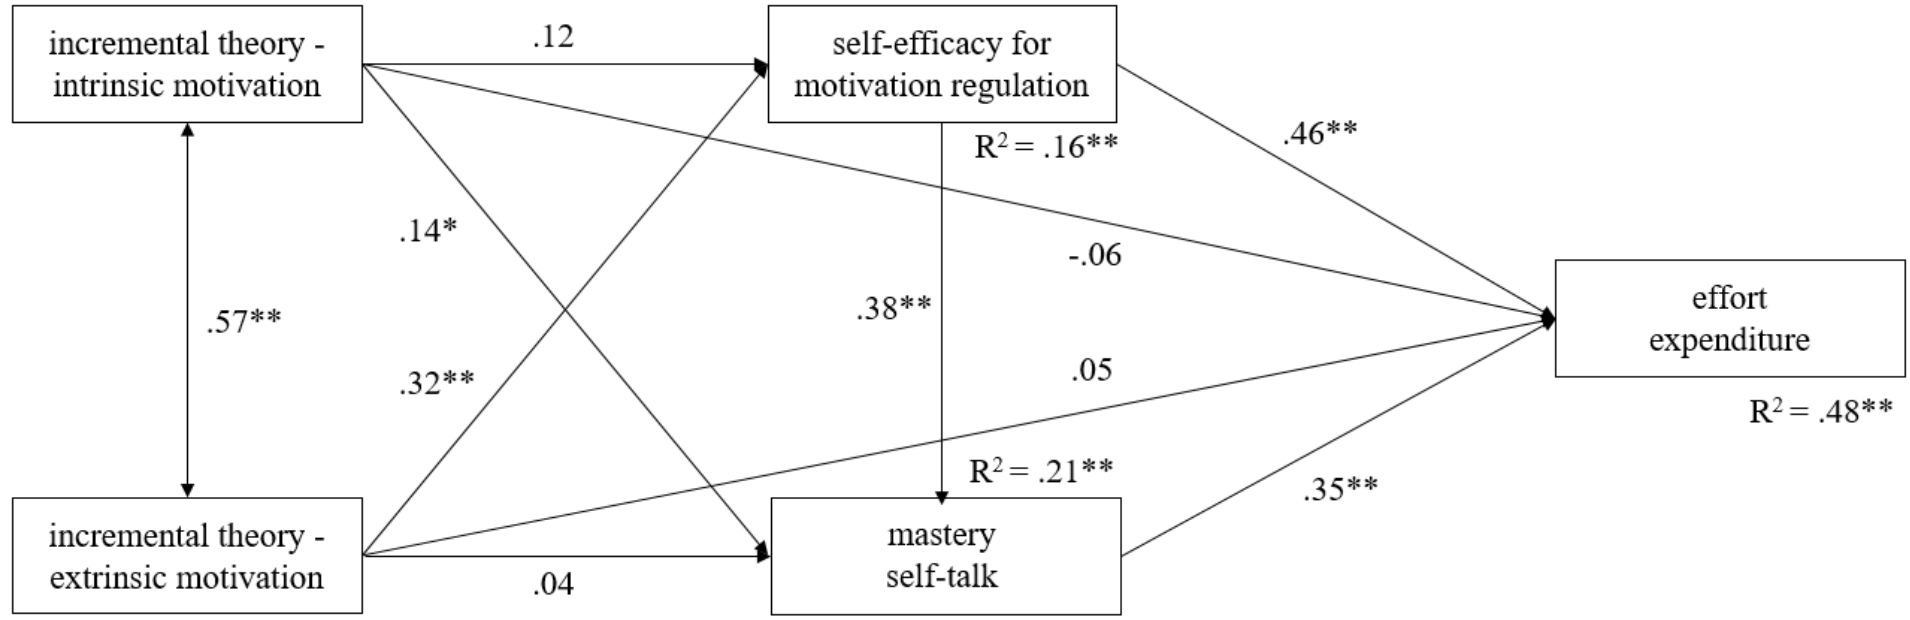 incremental theory -
intrinsic motivation
.12
self-efficacy for
motivation regulation
R² = .16**
.46**
.14*
-.06
.57**
.38**
effort
expenditure
.32**
.05
R² = .48**
R² = .21**
.35**
incremental theory -
extrinsic motivation
.04
mastery
self-talk